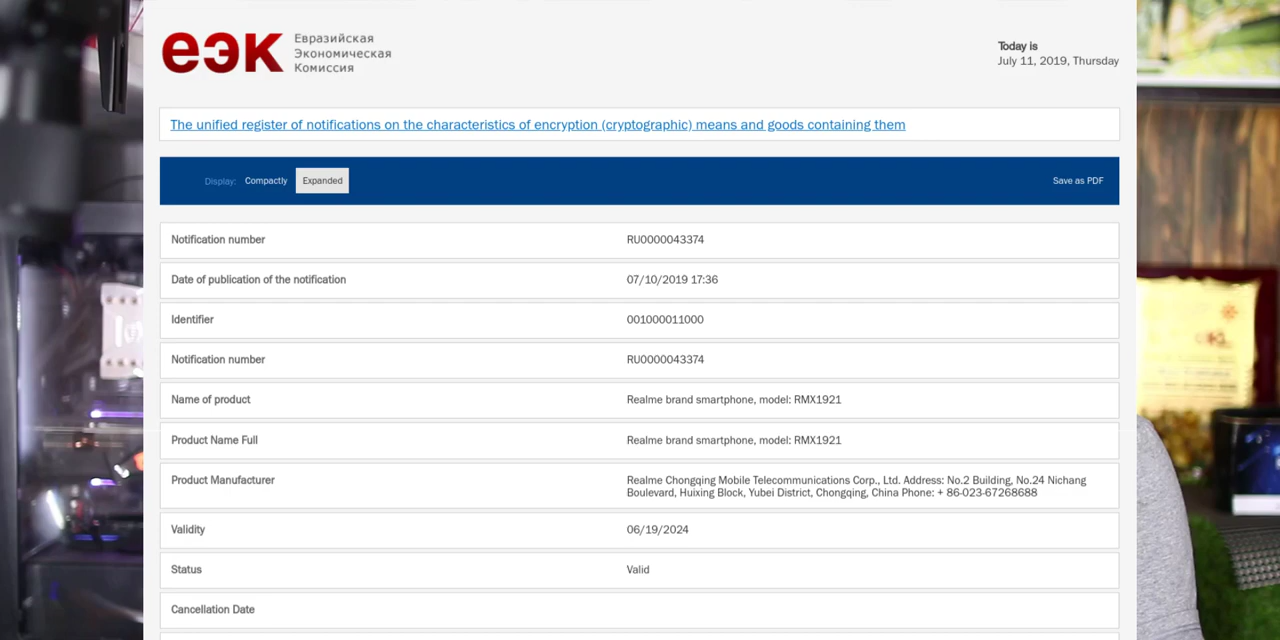 еэк
Евразийская
Экономическая
Комиссия
Today is
July 11, 2019, Thursday
The unified register of notifications on the characteristics of encryption (cryptographic) means and goods containing them
Display: Compactly Expanded Save as PDF
Notification number RU0000043374
Date of publication of the notification 07/10/2019 17:36
Identifier 001000011000
Notification number RU0000043374
Name of product Realme brand smartphone, model: RMX1921
Product Name Full Realme brand smartphone, model: RMX1921
Product Manufacturer Realme Chongqing Mobile Telecommunications Corp., Ltd. Address: No.2 Building, No.24 Nichang
Boulevard, Huixing Block, Yubei District, Chongqing, China Phone: + 86-023-67268688
Validity 06/19/2024
Status Valid
Cancellation Date